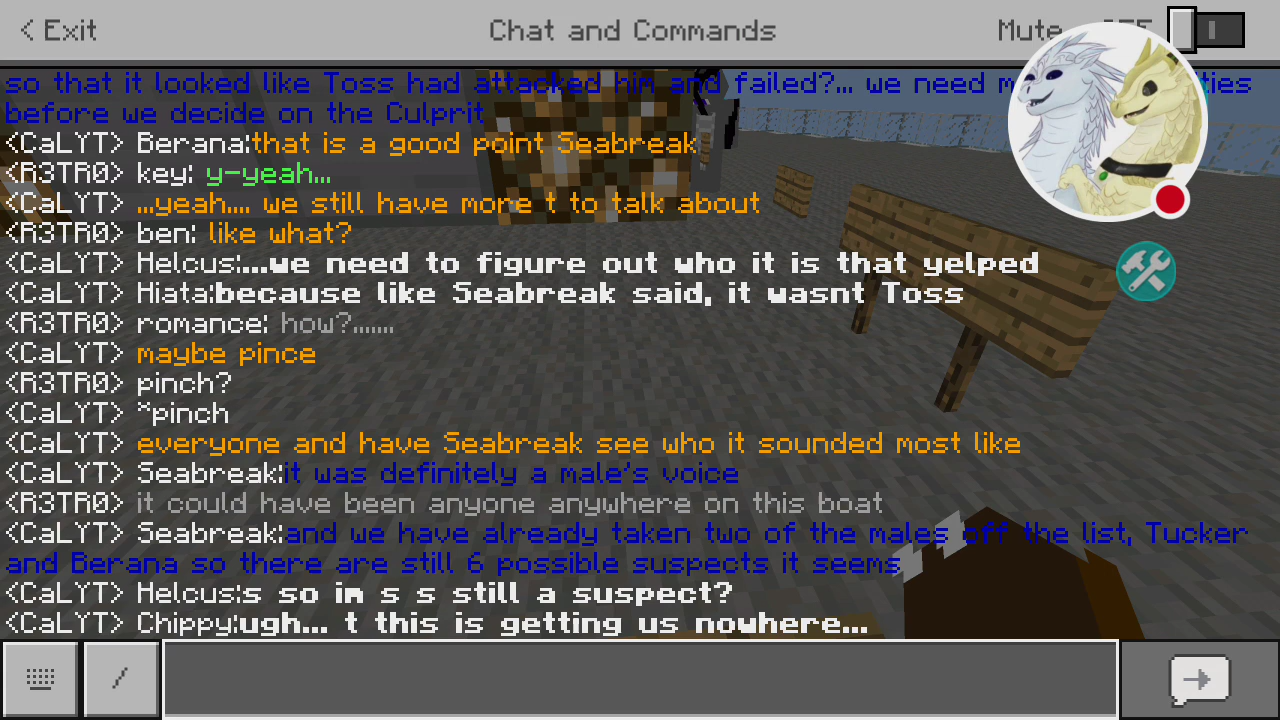 Exit
Chat and Commands
Mute
so that it looked like Toss had attacked him and failed?... we need
before we decide on the Culprit
<CaLYT> Berana:that is a good point Seabreak
<R3TR0> key: y-yeah...
<CaLYT> ...yeah.... we still have more t to talk about
<R3TR0> ben: like what?
<CaLYT> Helcus:...we need to figure out who it is that yelped
<CaLYT> Hiata:because like Seabreak said, it wasnt Toss
<R3TR0> romance: how?.......
<CaLYT> maybe pince
<R3TR0> pinch?
<CaLYT> *pinch
<CaLYT> everyone and have Seabreak see who it sounded most like
<CaLYT> Seabreak:it was definitely a male's voice
<R3TR0> it could have been anyone anywhere on this boat
<CaLYT> Seabreak:and we have already taken two of the males off the list, Tucker
and Berana so there are still 6 possible suspects it seems
<CaLYT> Helcus:s so im s s still a suspect?
<CaLYT> Chippy:ugh... t this is getting us nowhere...